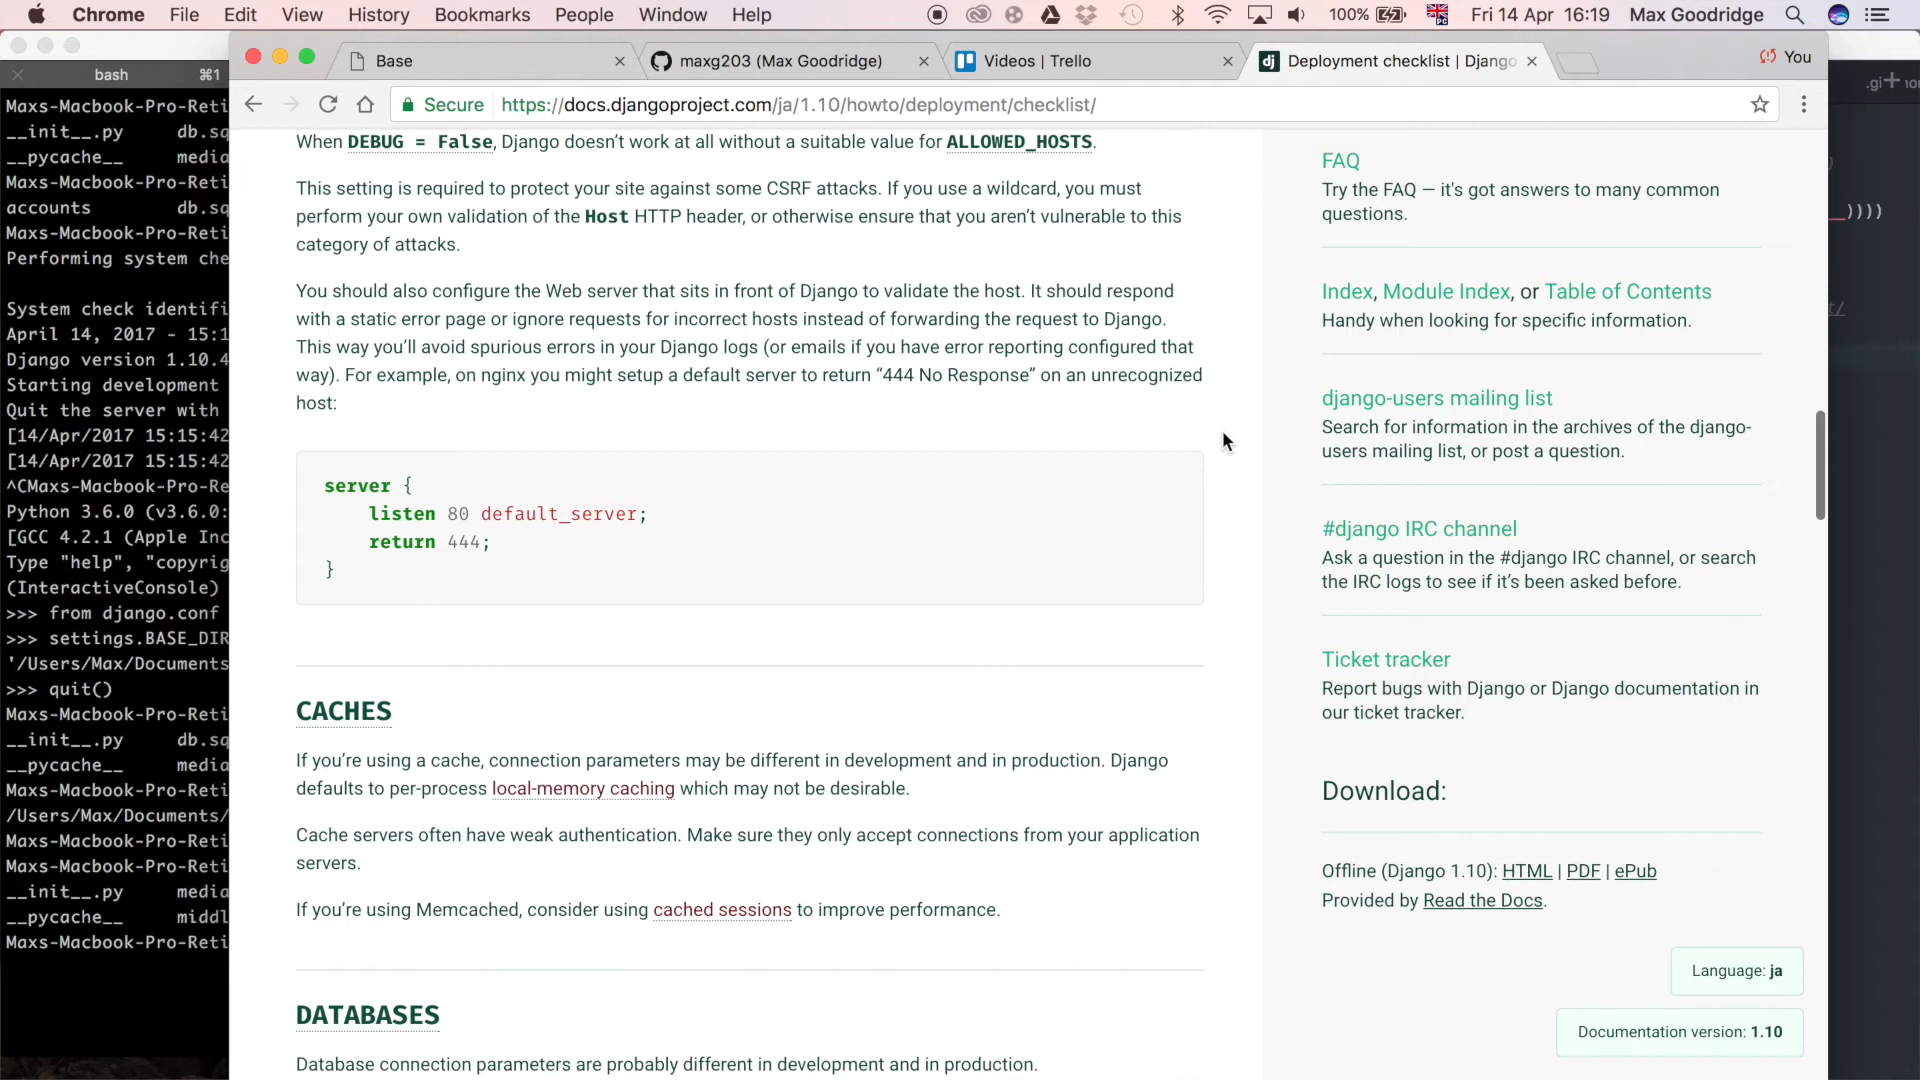 Chrome File Edit View History Bookmarks People Window Help 100% Fri 14 Apr 16:19 Max Goodridge
bash ⌘1
Base
maxg203 (Max Goodridge)
Videos | Trello
Deployment checklist | Django
You
Secure https://docs.djangoproject.com/ja/1.10/howto/deployment/checklist/
Maxs-Macbook-Pro-Reti
__init__.py db.sq
__pycache__ media
Maxs-Macbook-Pro-Reti
accounts db.sq
Maxs-Macbook-Pro-Reti
Performing system che
System check identifi
April 14, 2017 - 15:1
Django version 1.10.4
Starting development
Quit the server with
[14/Apr/2017 15:15:42
[14/Apr/2017 15:15:42
^CMaxs-Macbook-Pro-Re
Python 3.6.0 (v3.6.0:
[GCC 4.2.1 (Apple Inc
Type "help", "copyrig
(InteractiveConsole)
>>> from django.conf
>>> settings.BASE_DIR
'/Users/Max/Documents
>>> quit()
Maxs-Macbook-Pro-Reti
__init__.py db.sq
__pycache__ media
Maxs-Macbook-Pro-Reti
/Users/Max/Documents/
Maxs-Macbook-Pro-Reti
Maxs-Macbook-Pro-Reti
__init__.py media
__pycache__ middl
Maxs-Macbook-Pro-Reti
When DEBUG = False, Django doesn’t work at all without a suitable value for ALLOWED_HOSTS.
This setting is required to protect your site against some CSRF attacks. If you use a wildcard, you must
perform your own validation of the Host HTTP header, or otherwise ensure that you aren’t vulnerable to this
category of attacks.
You should also configure the Web server that sits in front of Django to validate the host. It should respond
with a static error page or ignore requests for incorrect hosts instead of forwarding the request to Django.
This way you’ll avoid spurious errors in your Django logs (or emails if you have error reporting configured that
way). For example, on nginx you might setup a default server to return “444 No Response” on an unrecognized
host:
server {
listen 80 default_server;
return 444;
}
CACHES
If you’re using a cache, connection parameters may be different in development and in production. Django
defaults to per-process local-memory caching which may not be desirable.
Cache servers often have weak authentication. Make sure they only accept connections from your application
servers.
If you’re using Memcached, consider using cached sessions to improve performance.
DATABASES
Database connection parameters are probably different in development and in production.
FAQ
Try the FAQ — it's got answers to many common
questions.
Index, Module Index, or Table of Contents
Handy when looking for specific information.
django-users mailing list
Search for information in the archives of the django-
users mailing list, or post a question.
#django IRC channel
Ask a question in the #django IRC channel, or search
the IRC logs to see if it’s been asked before.
Ticket tracker
Report bugs with Django or Django documentation in
our ticket tracker.
Download:
Offline (Django 1.10): HTML | PDF | ePub
Provided by Read the Docs.
Language: ja
Documentation version: 1.10
.gi
__))))
t/